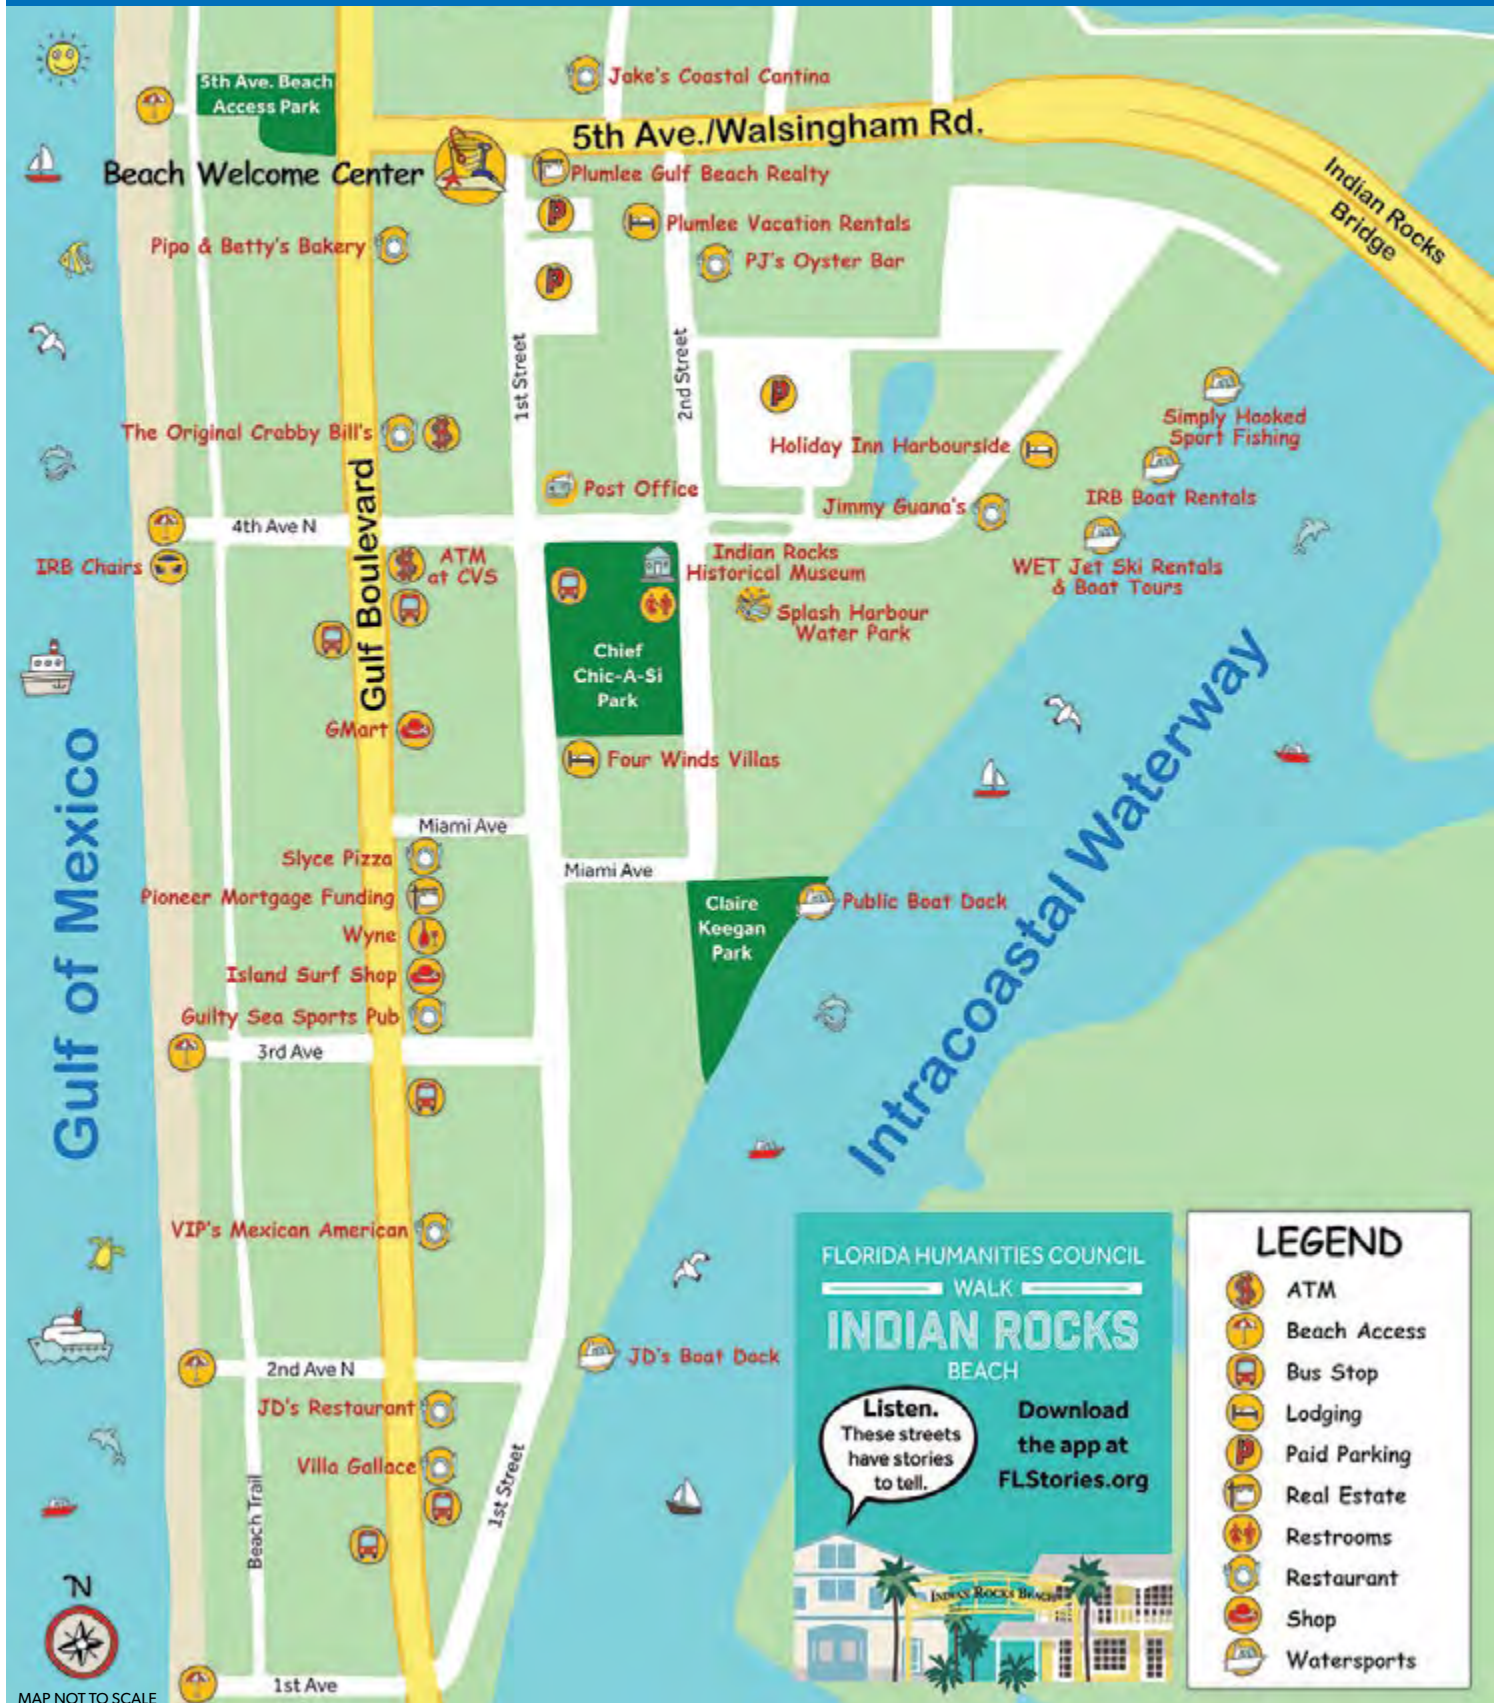 5th Ave. Beach
Access Park
Jake's Coastal Cantina
5th Ave./Walsingham Rd.
Indian Rocks
Bridge
Beach Welcome Center
Plumlee Gulf Beach Realty
P
Plumlee Vacation Rentals
Pipo & Betty's Bakery
PJ's Oyster Bar
P
1st Street
2nd Street
P
The Original Crabby Bill's
$
Holiday Inn Harbourside
Simply Hooked
Sport Fishing
IRB Boat Rentals
Post Office
Jimmy Guana's
4th Ave N
IRB Chairs
Gulf Boulevard
$
ATM
at CVS
Indian Rocks
Historical Museum
WET Jet Ski Rentals
& Boat Tours
Splash Harbour
Water Park
Chief
Chic-A-Si
Park
GMart
Four Winds Villas
Gulf of Mexico
Intracoastal Waterway
Miami Ave
Slyce Pizza
Miami Ave
Pioneer Mortgage Funding
Claire
Keegan
Park
Public Boat Dock
Wyne
Island Surf Shop
Guilty Sea Sports Pub
3rd Ave
VIP's Mexican American
2nd Ave N
JD's Boat Dock
JD's Restaurant
Villa Gallace
1st Street
Beach Trail
1st Ave
N
MAP NOT TO SCALE
FLORIDA HUMANITIES COUNCIL
WALK
INDIAN ROCKS
BEACH
Listen.
These streets
have stories
to tell.
Download
the app at
FLStories.org
INDIAN ROCKS BEACH
LEGEND
$ ATM
Beach Access
Bus Stop
Lodging
P Paid Parking
Real Estate
Restrooms
Restaurant
Shop
Watersports